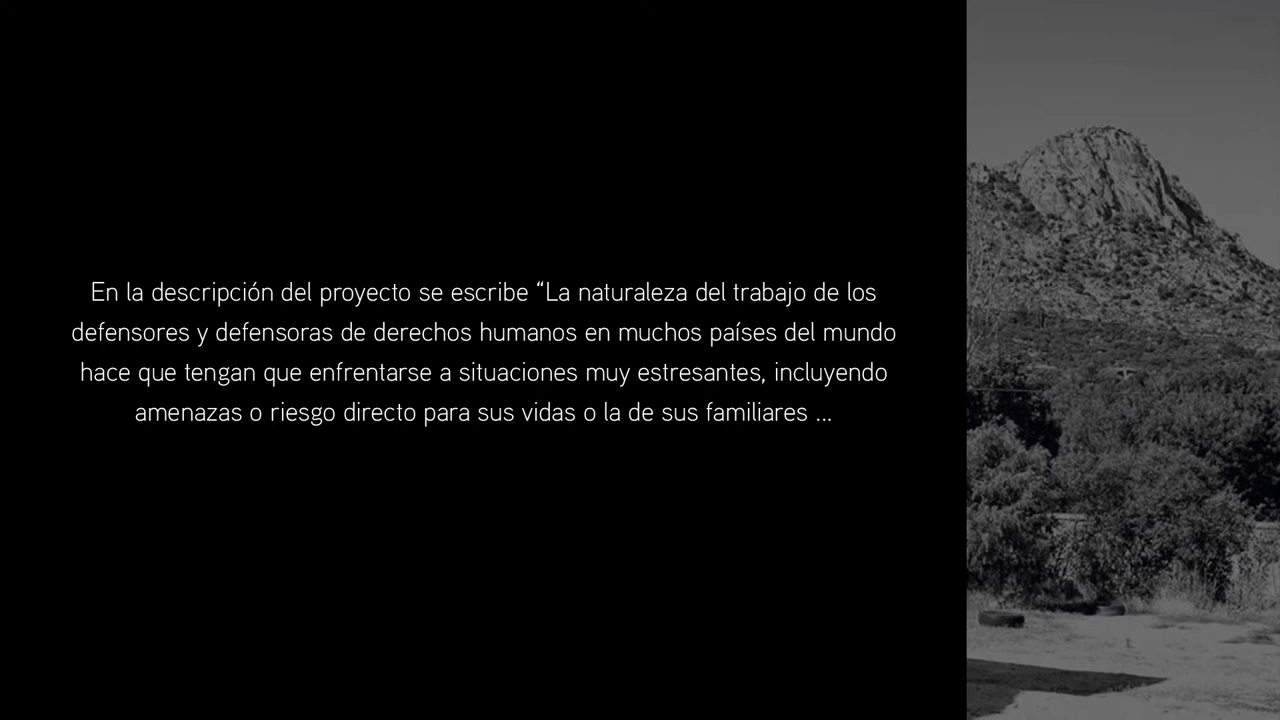 En la descripción del proyecto se escribe “La naturaleza del trabajo de los
defensores y defensoras de derechos humanos en muchos países del mundo
hace que tengan que enfrentarse a situaciones muy estresantes, incluyendo
amenazas o riesgo directo para sus vidas o la de sus familiares ...